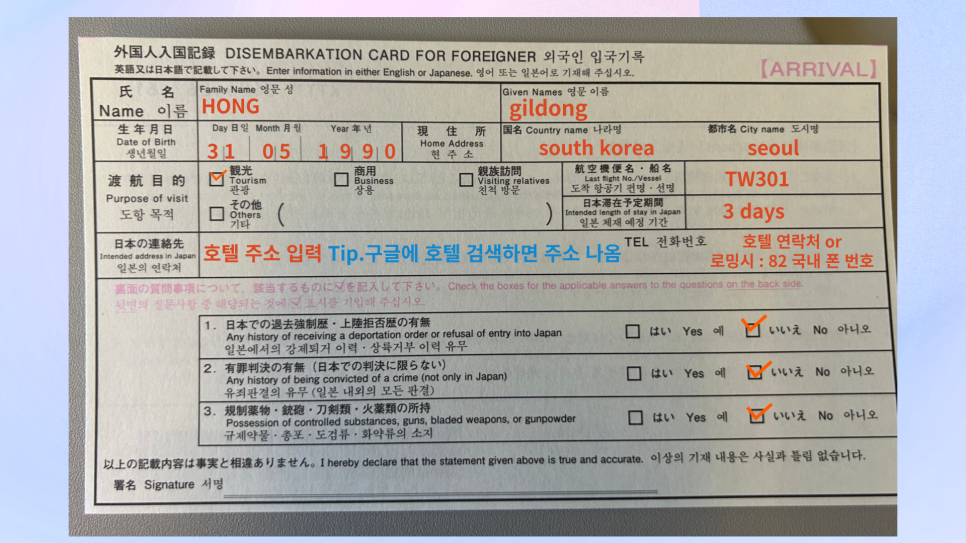 外国人入国記録 DISEMBARKATION CARD FOR FOREIGNER 외국인 입국기록
英語又は日本語で記載して下さい。Enter information in either English or Japanese. 영어 또는 일본어로 기재해 주십시오.
【ARRIVAL】
氏 名
Name 이름
Family Name 영문 성
HONG
Given Names 영문 이름
gildong
生年月日
Date of Birth
생년월일
Day 日 일 Month 月 월 Year 年 년
31 05 1990
現住所
Home Address
현 주 소
国名 Country name 나라명
south korea
都市名 City name 도시명
seoul
渡航目的
Purpose of visit
도항 목적
観光
Tourism
관광
商用
Business
상용
親族訪問
Visiting relatives
친척 방문
その他
Others
기타
( )
航空機便名・船名
Last flight No./Vessel
도착 항공기 편명・선명
TW301
日本滞在予定期間
Intended length of stay in Japan
일본 체재 예정 기간
3 days
日本の連絡先
Intended address in Japan
일본의 연락처
호텔 주소 입력 Tip.구글에 호텔 검색하면 주소 나옴
TEL 전화번호
호텔 연락처 or
로밍시 : 82 국내 폰 번호
裏面の質問事項について、該当するものに☑を記入して下さい。Check the boxes for the applicable answers to the questions on the back side.
뒷면의 질문사항 중 해당되는 것에 ☑ 표시를 기입해 주십시오.
1. 日本での退去強制歴・上陸拒否歴の有無
Any history of receiving a deportation order or refusal of entry into Japan
일본에서의 강제퇴거 이력・상륙거부 이력 유무
はい Yes 예 いいえ No 아니오
2. 有罪判決の有無（日本での判決に限らない）
Any history of being convicted of a crime (not only in Japan)
유죄판결의 유무 (일본 내외의 모든 판결)
はい Yes 예 いいえ No 아니오
3. 規制薬物・銃砲・刀剣類・火薬類の所持
Possession of controlled substances, guns, bladed weapons, or gunpowder
규제약물・총포・도검류・화약류의 소지
はい Yes 예 いいえ No 아니오
以上の記載内容は事実と相違ありません。I hereby declare that the statement given above is true and accurate. 이상의 기재 내용은 사실과 틀림 없습니다.
署名 Signature 서명